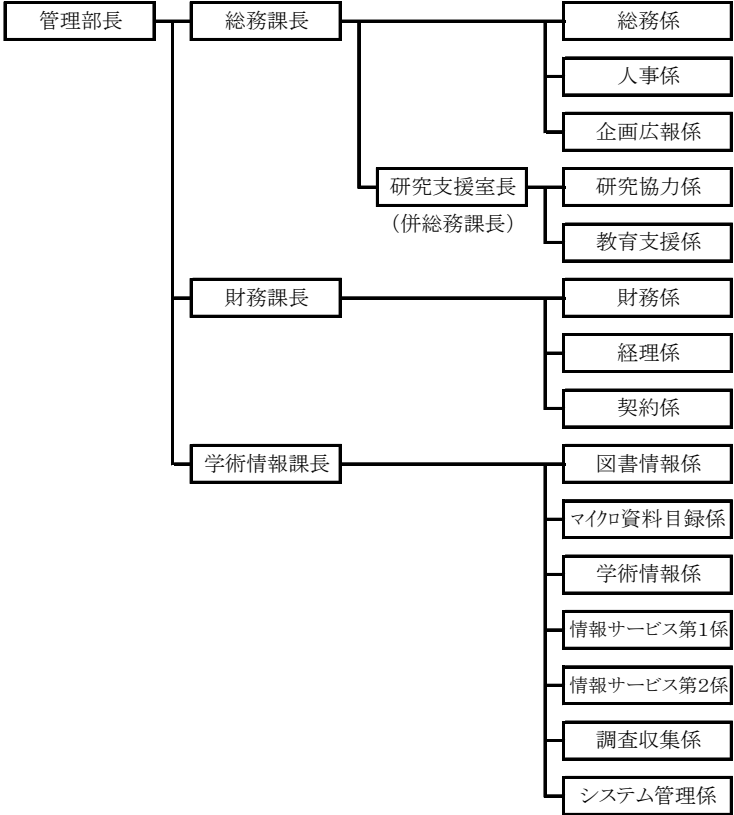 管理部長
総務課長
総務係
人事係
企画広報係
研究支援室長
(併総務課長)
研究協力係
教育支援係
財務課長
財務係
経理係
契約係
学術情報課長
図書情報係
マイクロ資料目録係
学術情報係
情報サービス第1係
情報サービス第2係
調査収集係
システム管理係